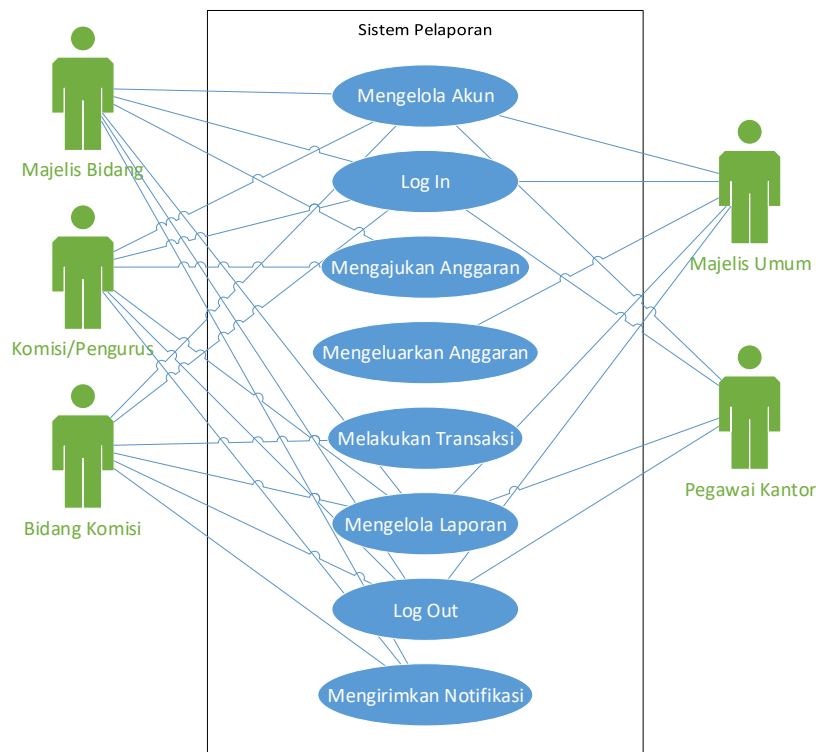 Sistem Pelaporan
Majelis Bidang
Komisi/Pengurus
Bidang Komisi
Mengelola Akun
Log In
Mengajukan Anggaran
Mengeluarkan Anggaran
Melakukan Transaksi
Mengelola Laporan
Log Out
Mengirimkan Notifikasi
Majelis Umum
Pegawai Kantor